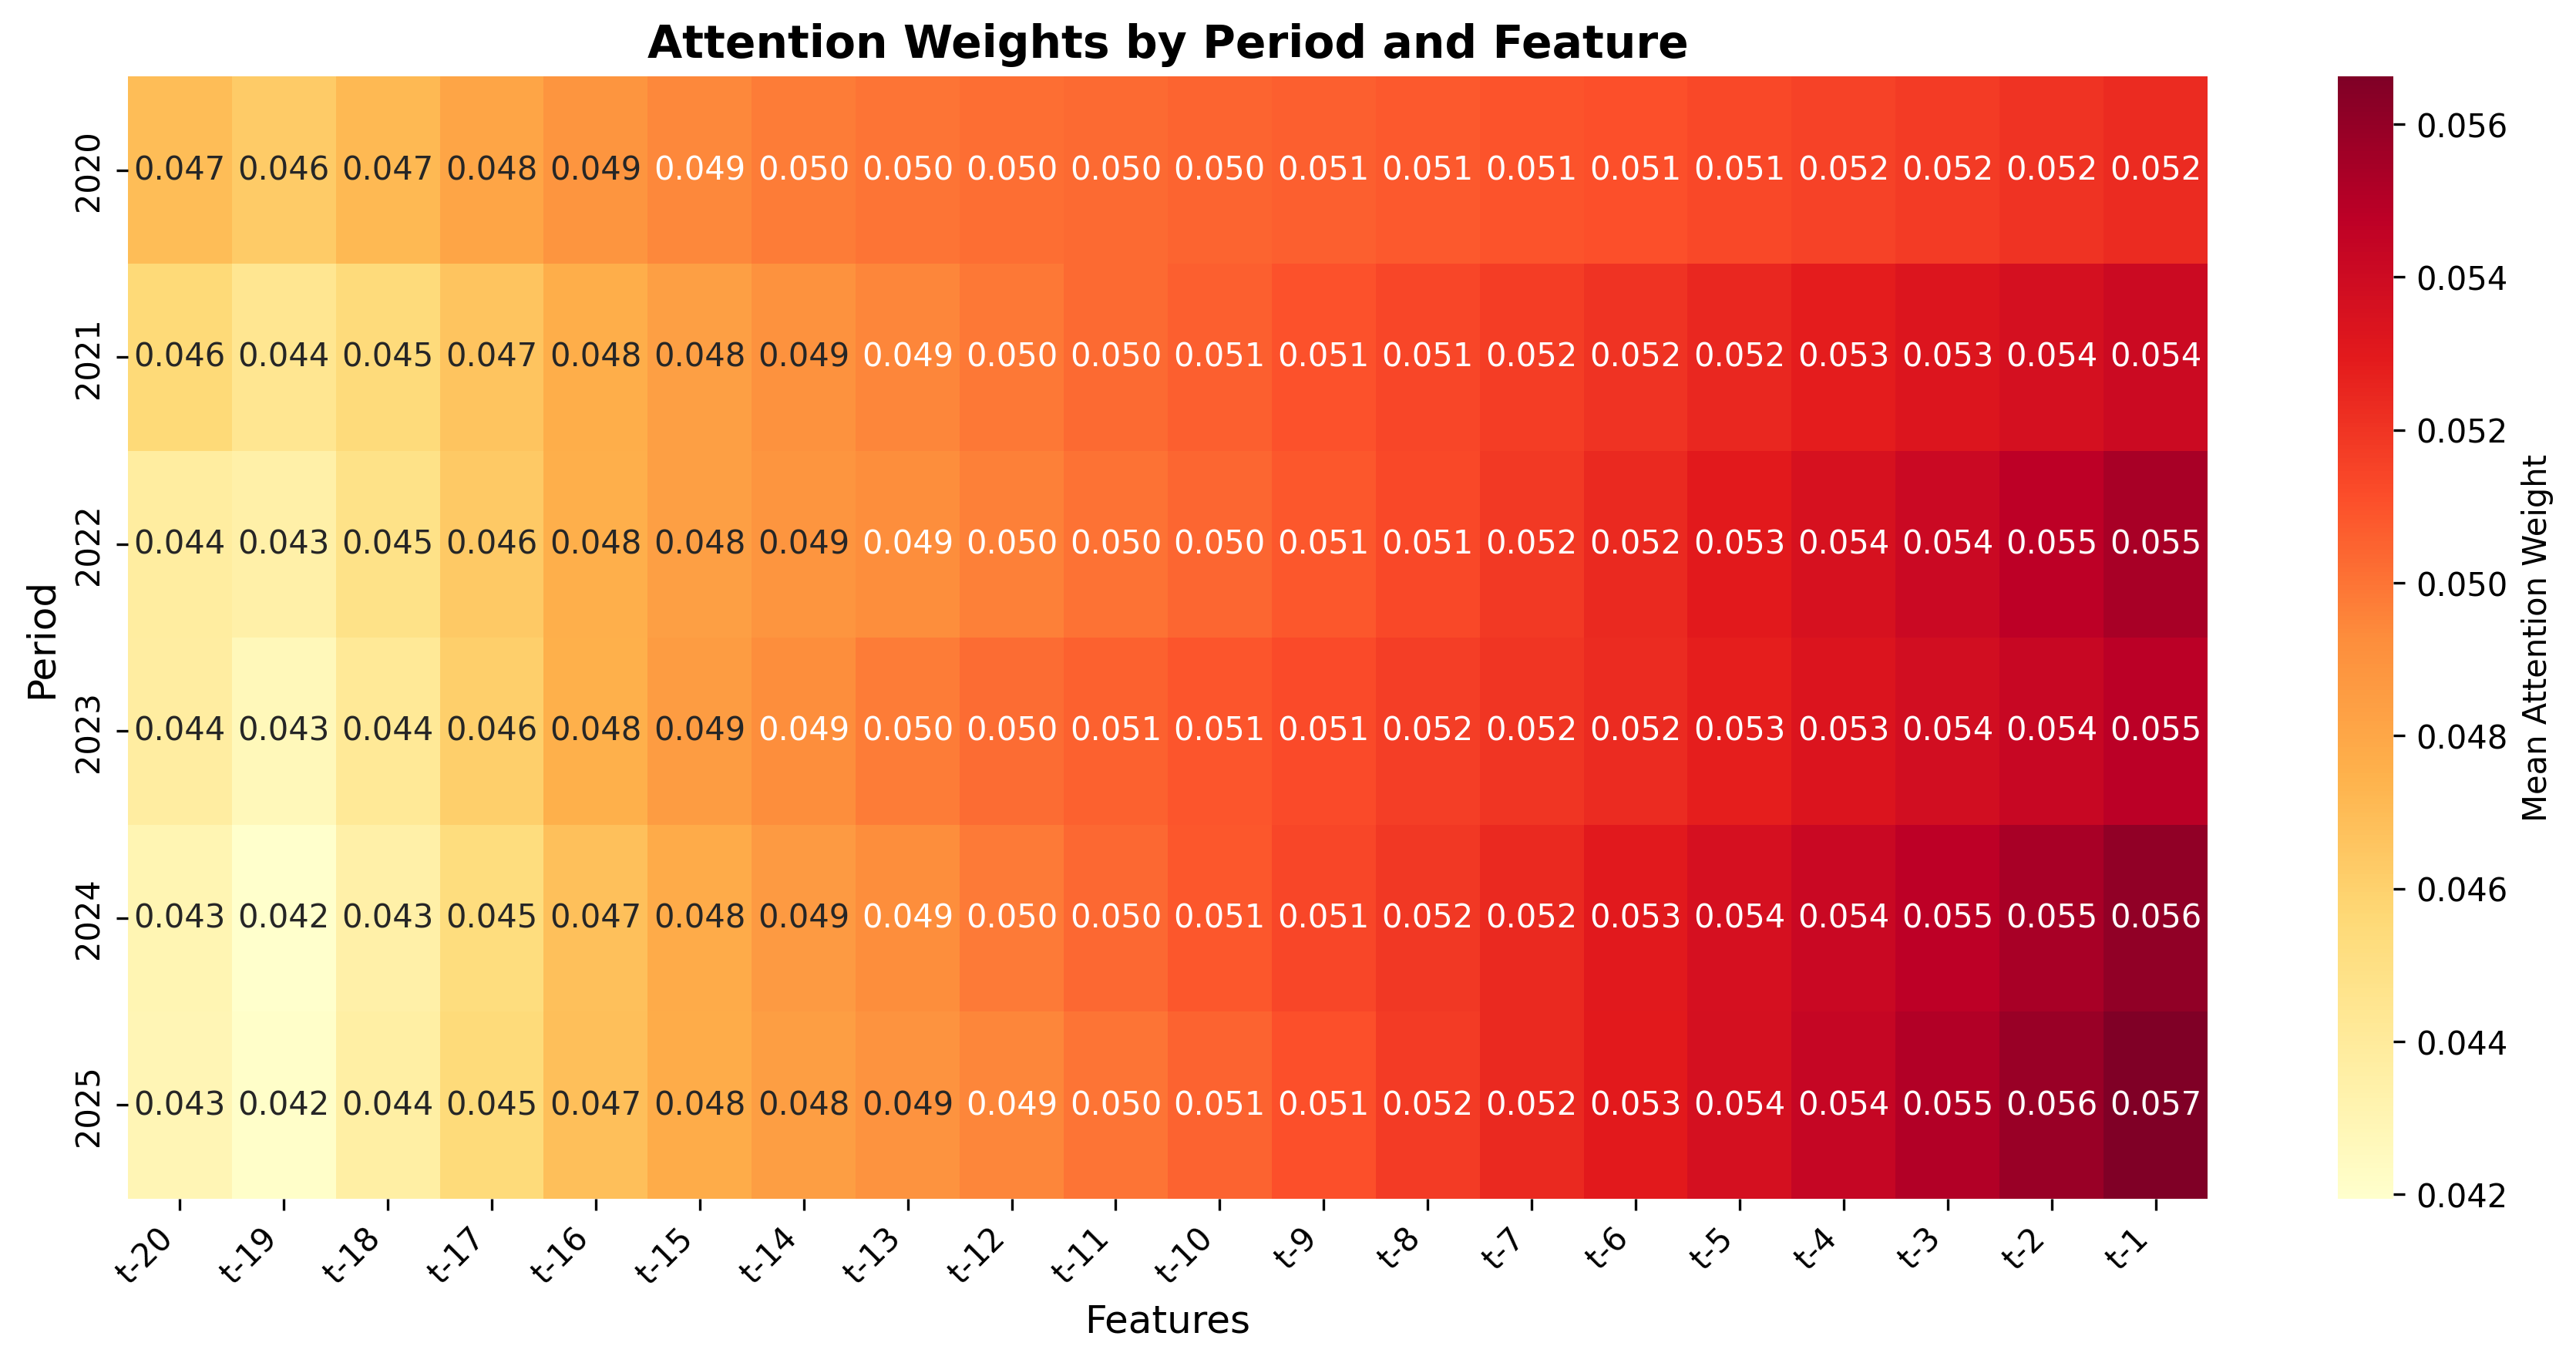 Attention Weights by Period and Feature
Period
2020 0.047 0.046 0.047 0.048 0.049 0.049 0.050 0.050 0.050 0.050 0.050 0.051 0.051 0.051 0.051 0.051 0.052 0.052 0.052 0.052
2021 0.046 0.044 0.045 0.047 0.048 0.048 0.049 0.049 0.050 0.050 0.051 0.051 0.051 0.052 0.052 0.052 0.053 0.053 0.054 0.054
2022 0.044 0.043 0.045 0.046 0.048 0.048 0.049 0.049 0.050 0.050 0.050 0.051 0.051 0.052 0.052 0.053 0.054 0.054 0.055 0.055
2023 0.044 0.043 0.044 0.046 0.048 0.049 0.049 0.050 0.050 0.051 0.051 0.051 0.052 0.052 0.052 0.053 0.053 0.054 0.054 0.055
2024 0.043 0.042 0.043 0.045 0.047 0.048 0.049 0.049 0.050 0.050 0.051 0.051 0.052 0.052 0.053 0.054 0.054 0.055 0.055 0.056
2025 0.043 0.042 0.044 0.045 0.047 0.048 0.048 0.049 0.049 0.050 0.051 0.051 0.052 0.052 0.053 0.054 0.054 0.055 0.056 0.057
t-20 t-19 t-18 t-17 t-16 t-15 t-14 t-13 t-12 t-11 t-10 t-9 t-8 t-7 t-6 t-5 t-4 t-3 t-2 t-1
Features
0.056
0.054
0.052
0.050
0.048
0.046
0.044
0.042
Mean Attention Weight